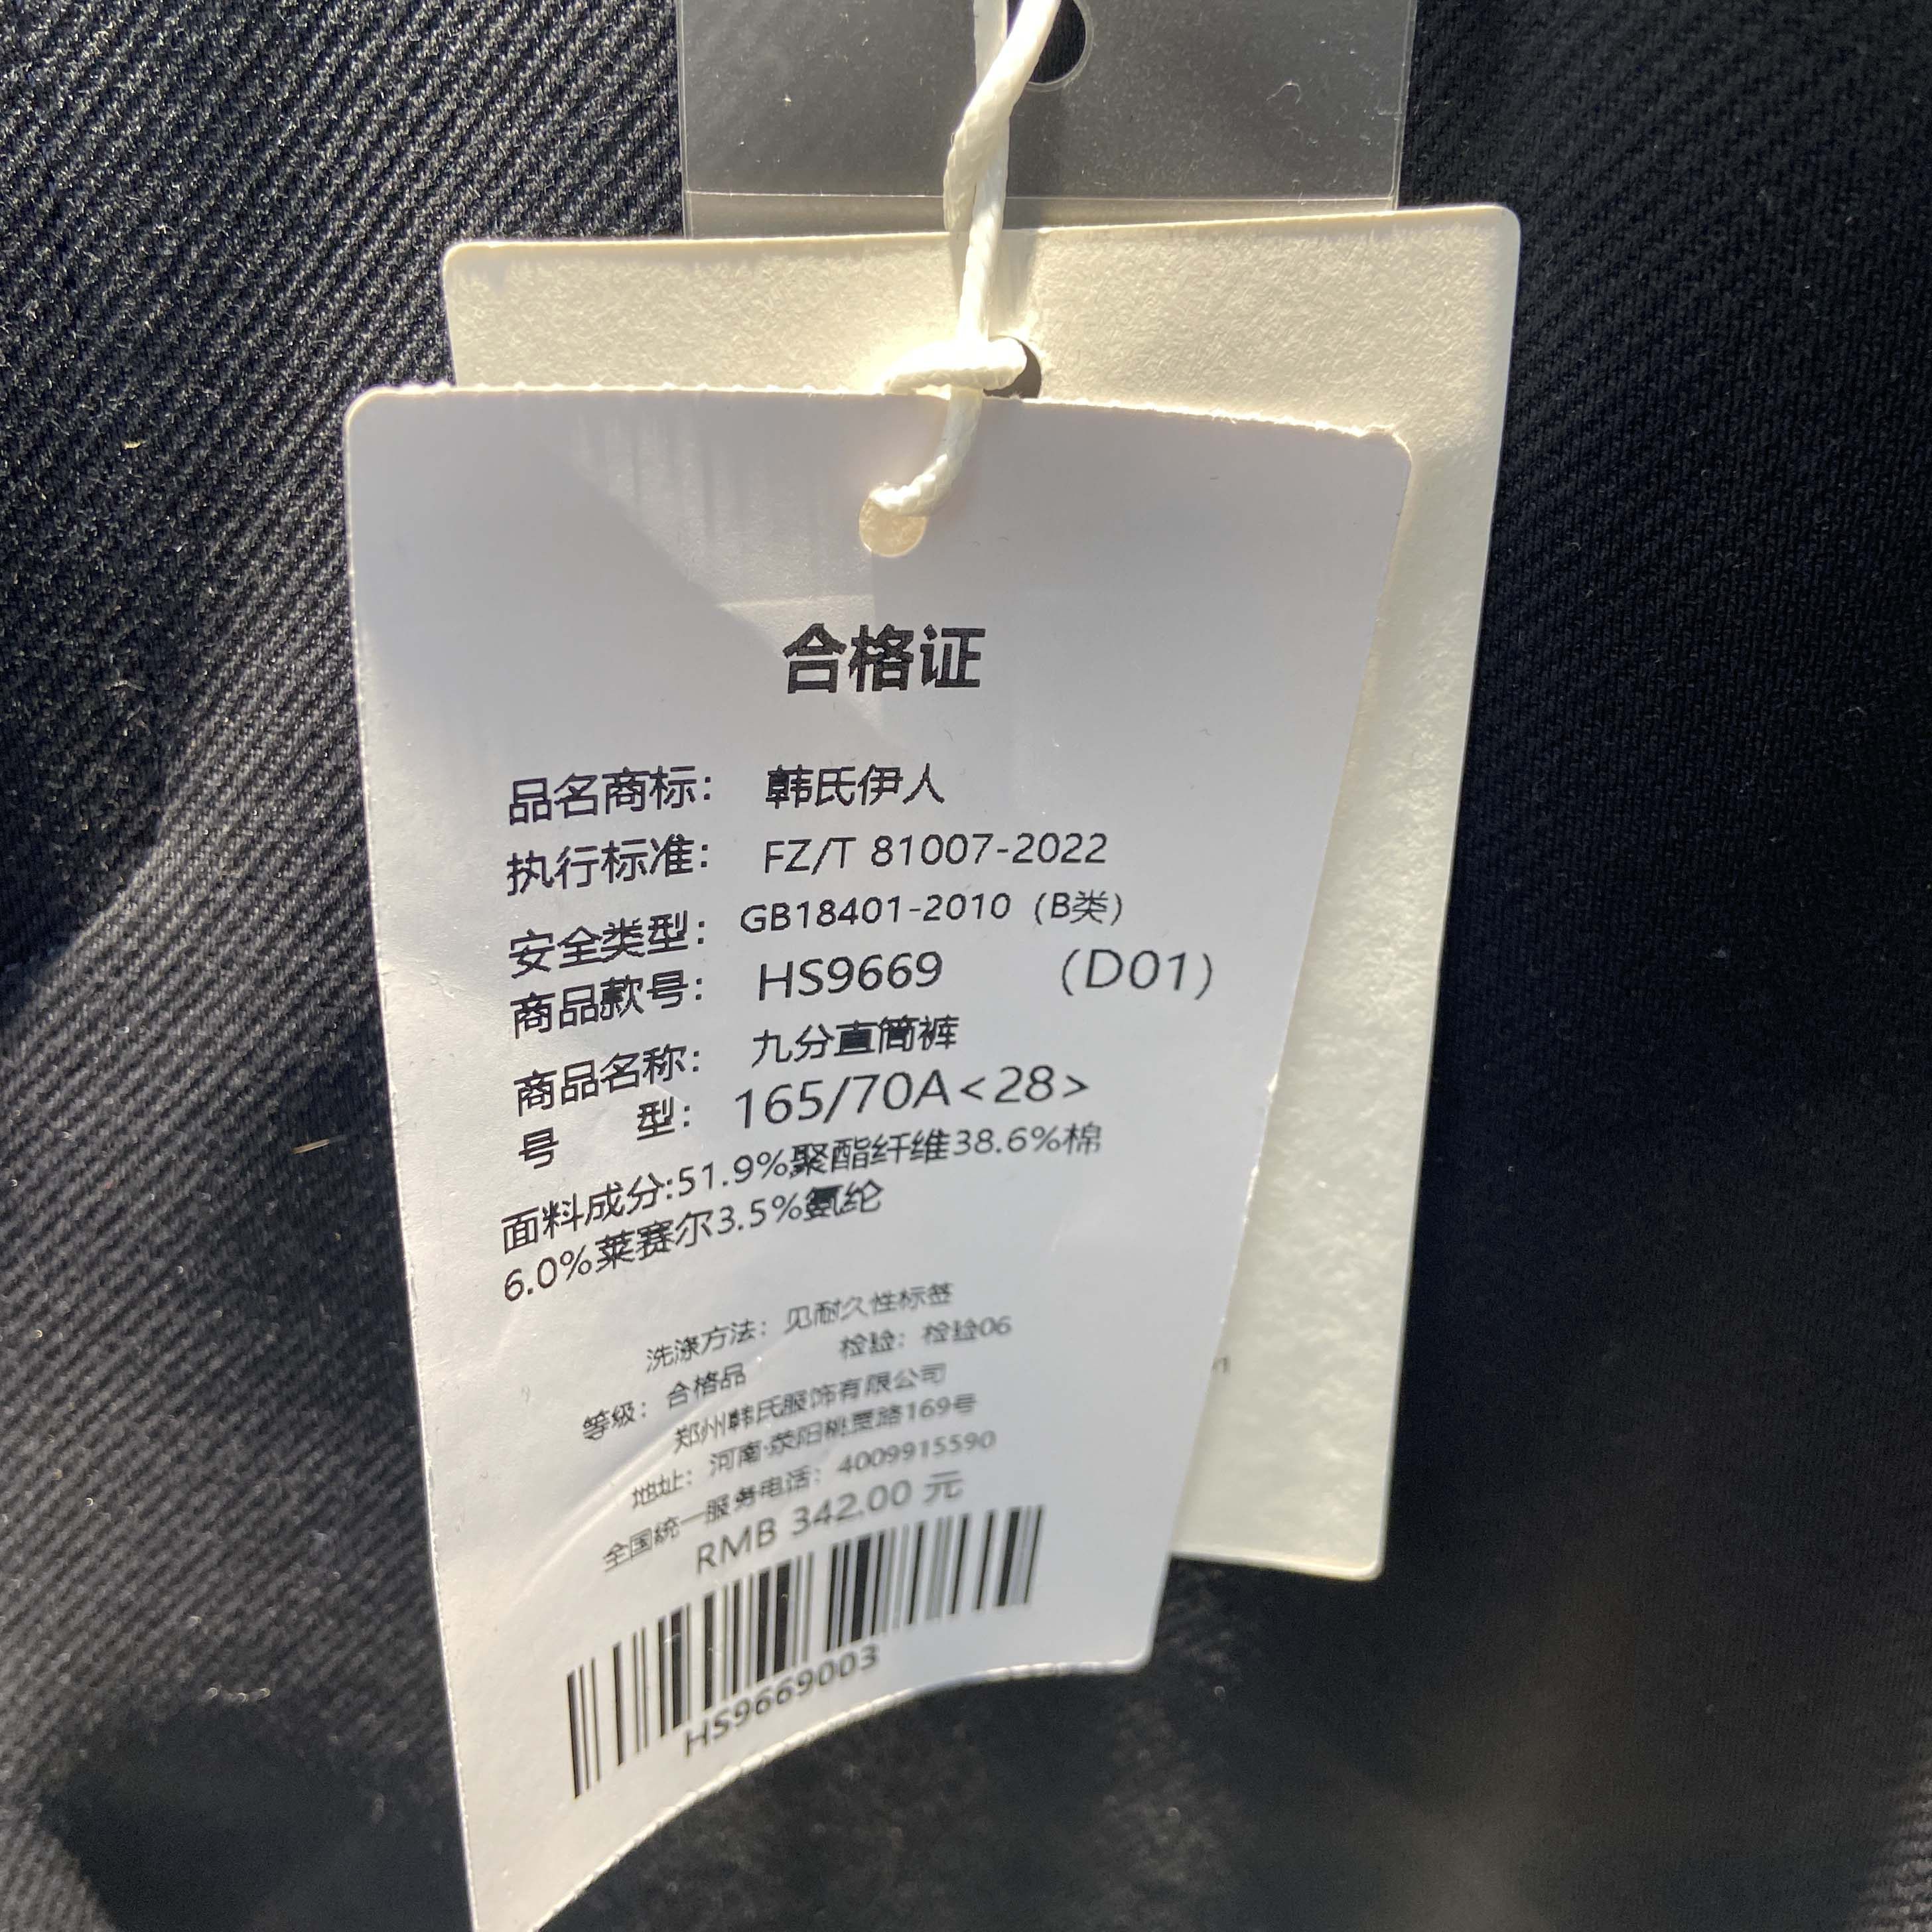 合格证
品名商标： 韩氏伊人
执行标准： FZ/T 81007-2022
安全类型： GB18401-2010（B类）
商品款号： HS9669 （D01）
商品名称： 九分直筒裤
号 型： 165/70A<28>
面料成分:51.9%聚酯纤维38.6%棉
6.0%莱赛尔3.5%氨纶
洗涤方法： 见耐久性标签
等级： 合格品 检验： 检验06
郑州韩氏服饰有限公司
地址： 河南·荥阳桃贾路169号
全国统一服务电话： 4009915590
RMB 342.00 元
HS9669003